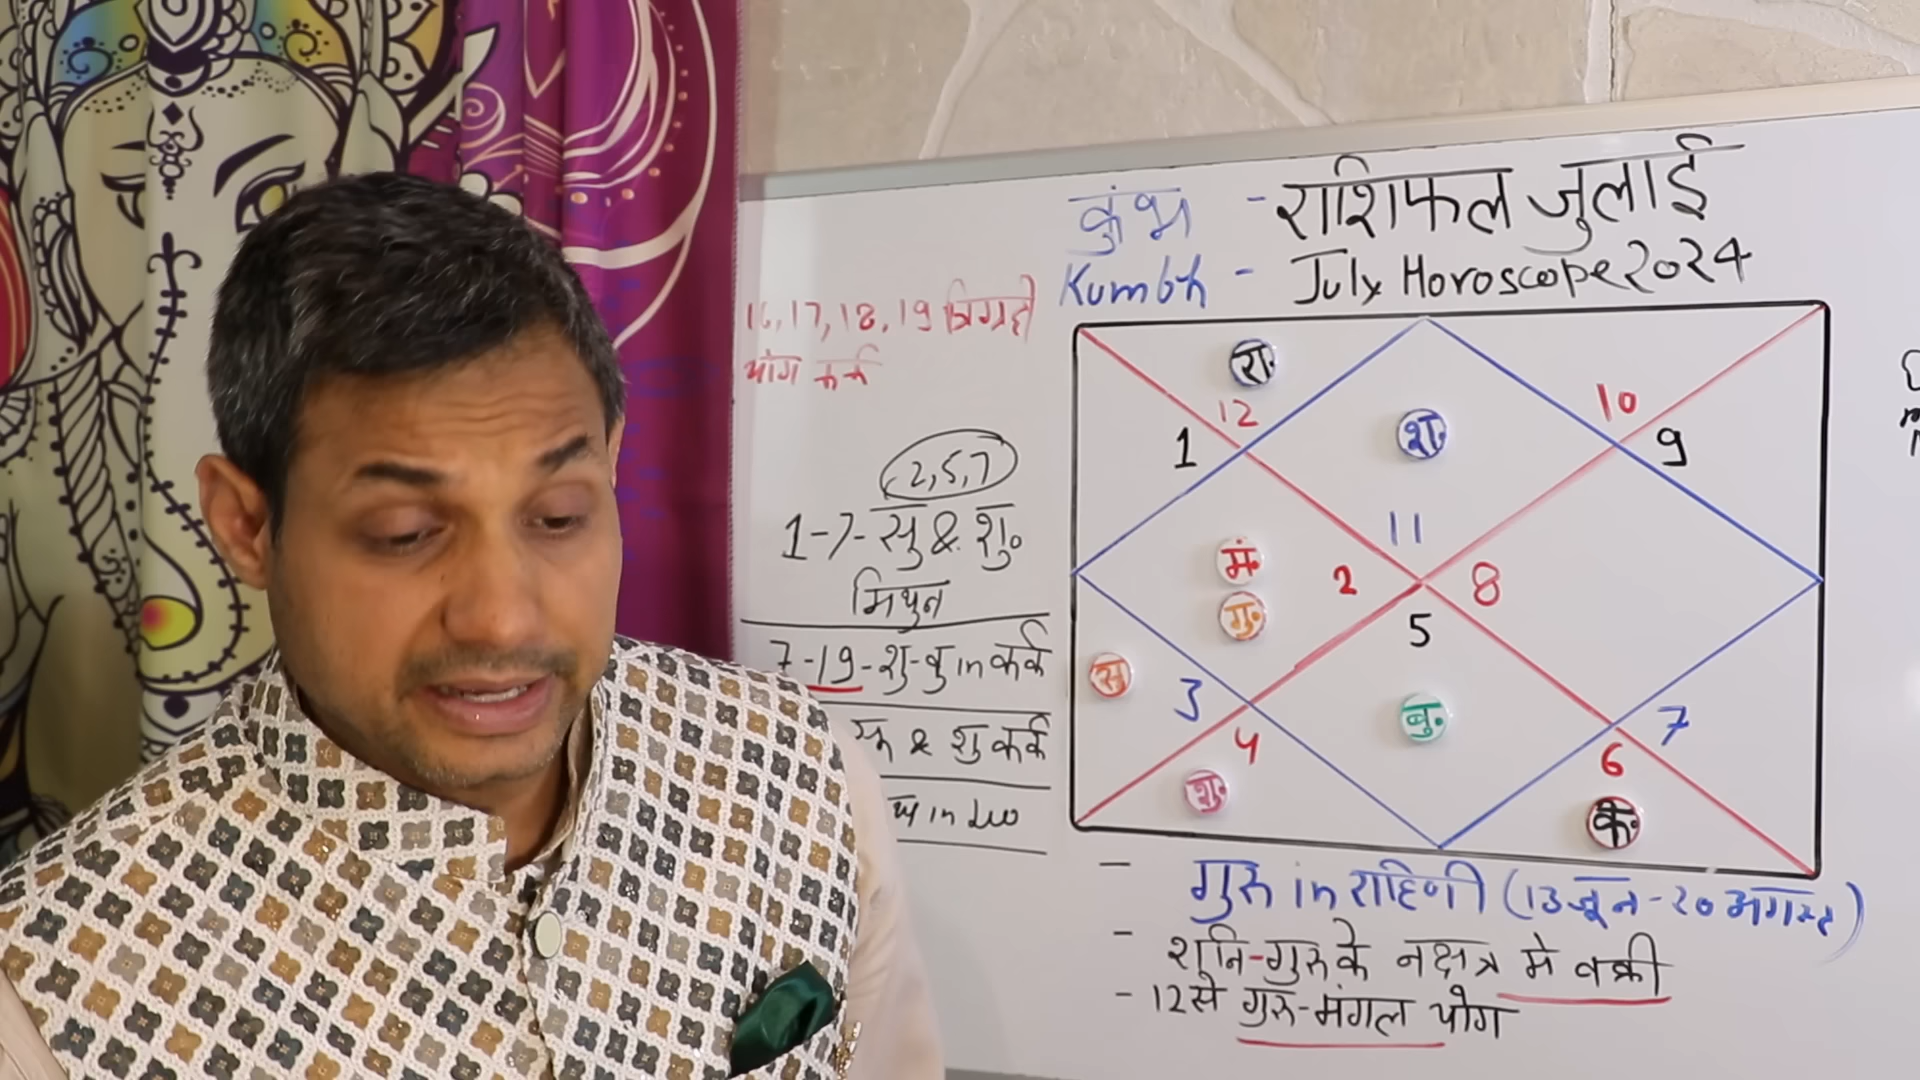 कुंभ - राशिफल जुलाई
Kumbh - July Horoscope 2024
16, 17, 18, 19 त्रिग्रही
योग कर्क
2, 5, 7
1-7- सु & शु॰
मिथुन
7-19-शु-बु in कर्क
& शु कर्क
in Leo
रा॰
12
1
श॰
10
9
11
मं॰
गु॰
2
8
5
सु
3
4
शु॰
बु॰
7
6
के॰
- गुरु in रोहिणी (13 जून - 20 अगस्त)
- शनि-गुरु के नक्षत्र मे वक्री
- 12 से गुरु-मंगल योग